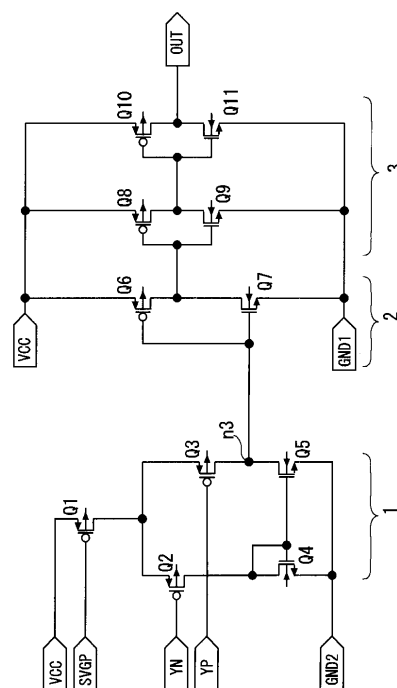 VCC
SVGP
YN
YP
GND2
Q1
Q2
Q3
n3
Q4
Q5
1
VCC
GND1
Q6
Q7
2
Q8
Q9
Q10
Q11
3
OUT